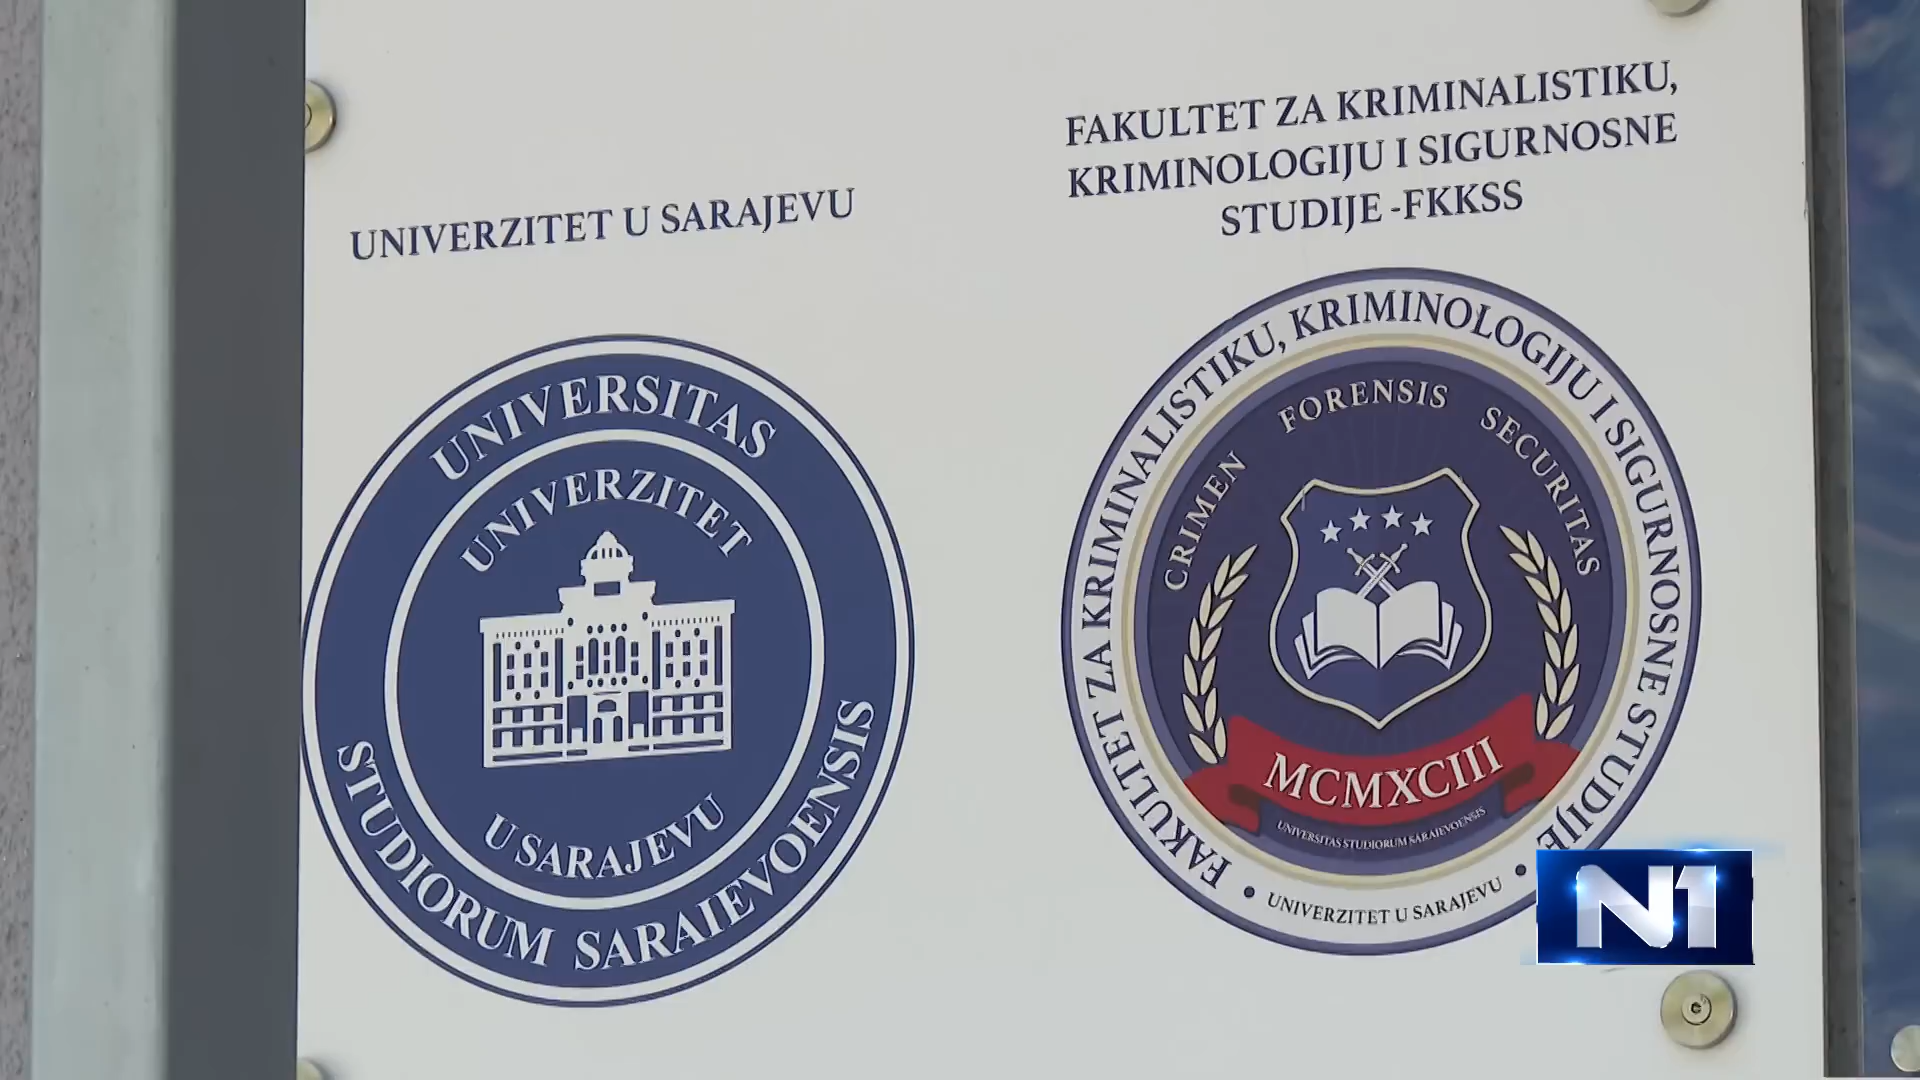 UNIVERZITET U SARAJEVU
UNIVERSITAS
STUDIORUM SARAIEVOENSIS
UNIVERZITET
U SARAJEVU
FAKULTET ZA KRIMINALISTIKU,
KRIMINOLOGIJU I SIGURNOSNE
STUDIJE -FKKSS
FAKULTET ZA KRIMINALISTIKU, KRIMINOLOGIJU I SIGURNOSNE STUDIJE
CRIMEN FORENSIS SECURITAS
MCMXCIII
UNIVERSITAS STUDIORUM SARAJEVOENSIS
• UNIVERZITET U SARAJEVU •
N1